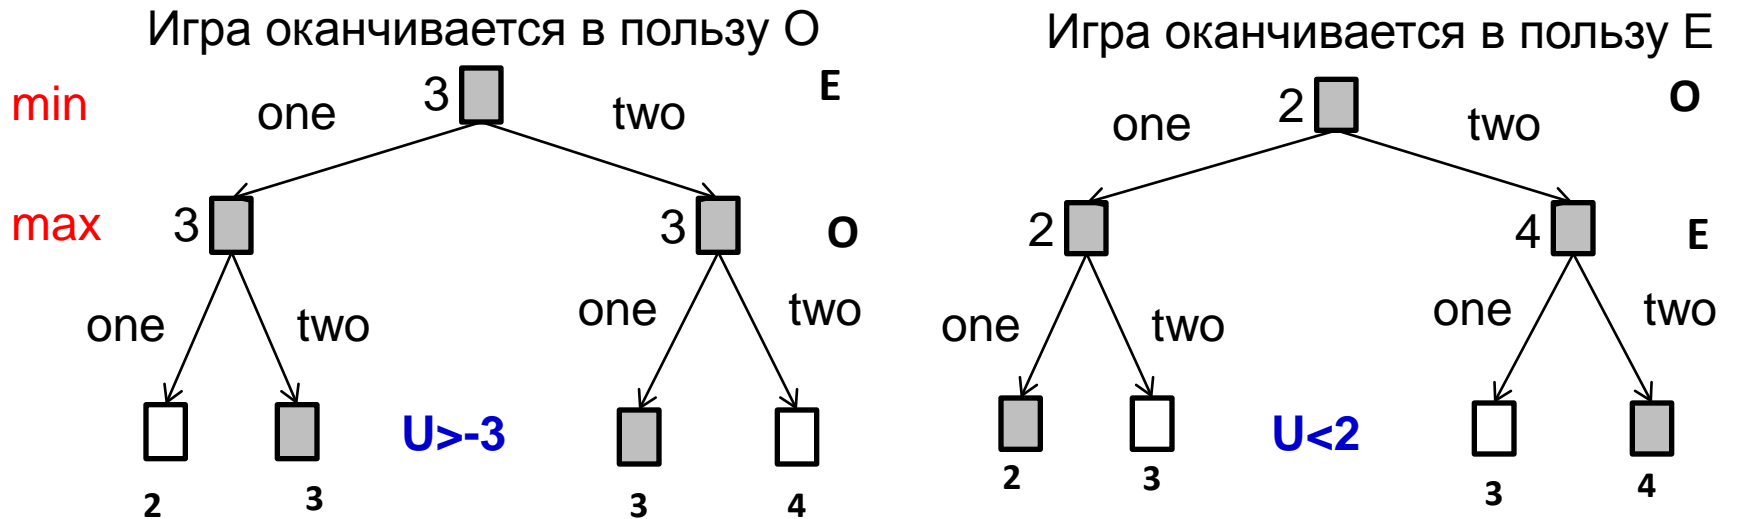 Игра оканчивается в пользу О
min
3
E
one
two
max
3
3
O
one
two
one
two
U>-3
2
3
3
4
Игра оканчивается в пользу Е
2
O
one
two
2
4
E
one
two
one
two
U<2
2
3
3
4